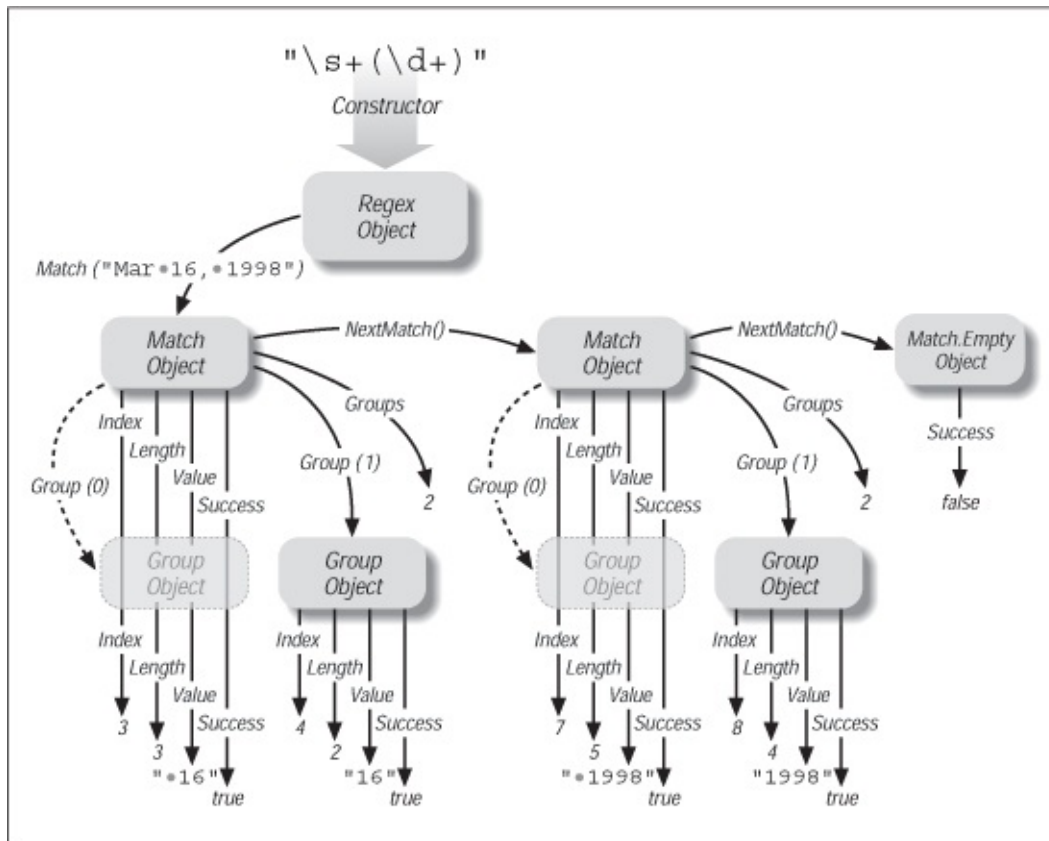 "\s+(\d+)"
Constructor
Regex
Object
Match ("Mar•16,•1998")
Match
Object
NextMatch()
Match
Object
NextMatch()
Match.Empty
Object
Group (0)
Index
Length
Value
Success
Group (1)
Groups
2
Group (0)
Index
Length
Value
Success
Group (1)
Groups
2
Success
false
Group
Object
Group
Object
Group
Object
Group
Object
Index
Length
Value
Success
3
3
"•16"
true
Index
Length
Value
Success
4
2
"16"
true
Index
Length
Value
Success
7
5
"•1998"
true
Index
Length
Value
Success
8
4
"1998"
true